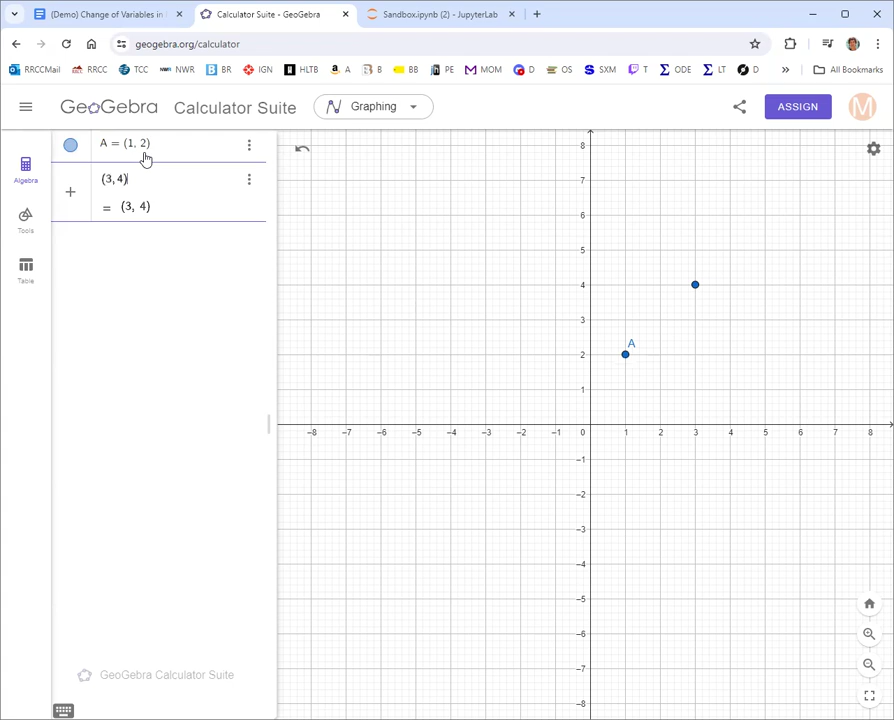 (Demo) Change of Variables in
Calculator Suite - GeoGebra
Sandbox.ipynb (2) - JupyterLab
geogebra.org/calculator
RRCCMail
RRCC
TCC
NWR
BR
IGN
HLTB
A
B
BB
PE
MOM
D
OS
SXM
T
ODE
LT
D
All Bookmarks
GeoGebra Calculator Suite
Graphing
ASSIGN
M
Algebra
Tools
Table
A = (1, 2)
(3, 4)
= (3, 4)
GeoGebra Calculator Suite
8
7
6
5
4
3
2
1
−8 −7 −6 −5 −4 −3 −2 −1 0 1 2 3 4 5 6 7 8
−1
−2
−3
−4
−5
−6
−7
−8
A